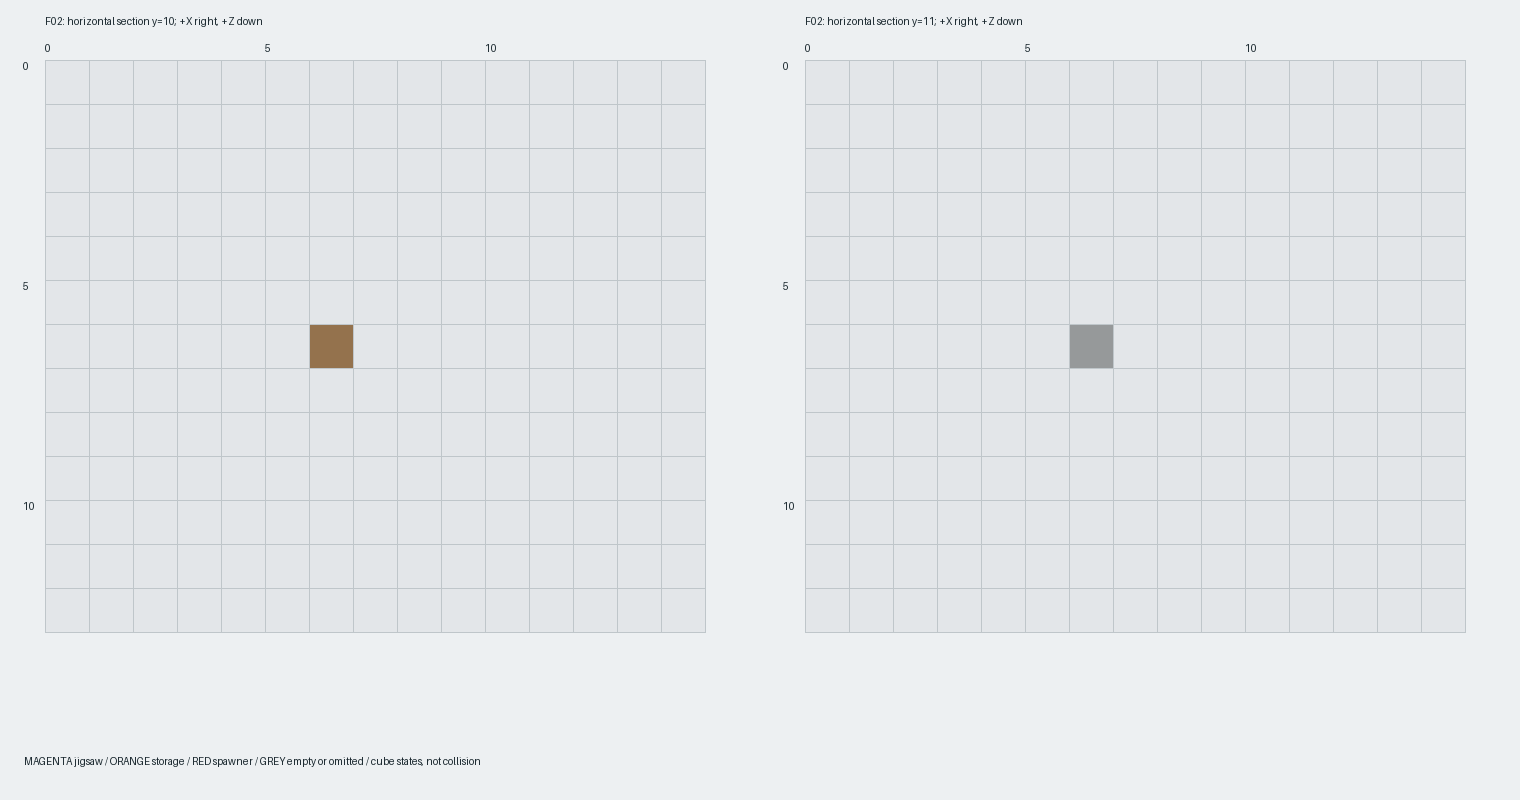 F02: horizontal section y=10; +X right, +Z down
0 5 10
0
5
10
F02: horizontal section y=11; +X right, +Z down
0 5 10
0
5
10
MAGENTA jigsaw / ORANGE storage / RED spawner / GREY empty or omitted / cube states, not collision